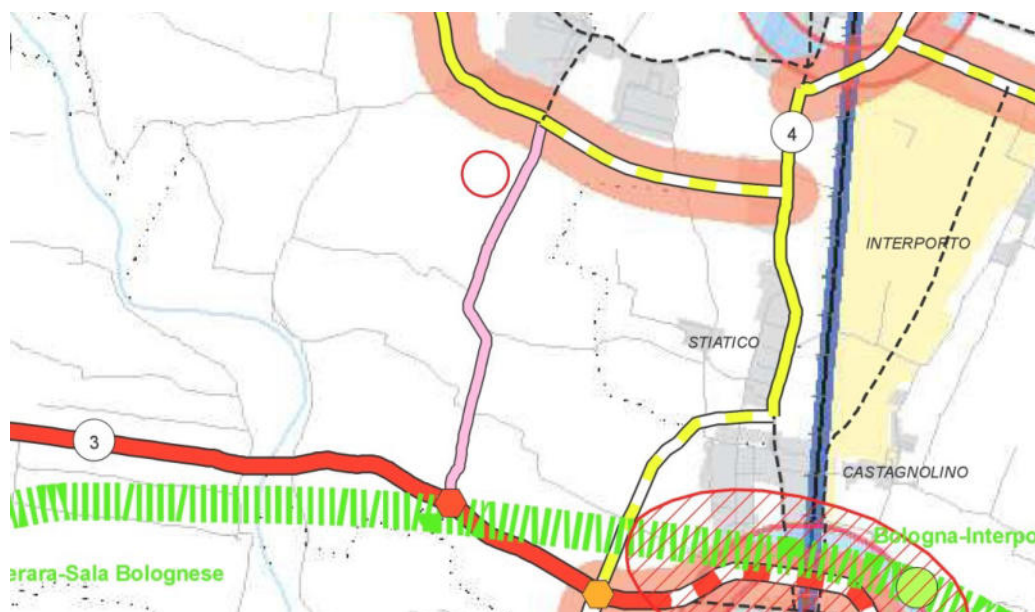 4
INTERPORTO
STIATICO
3
CASTAGNOLINO
Bologna-Interpo
erara-Sala Bolognese